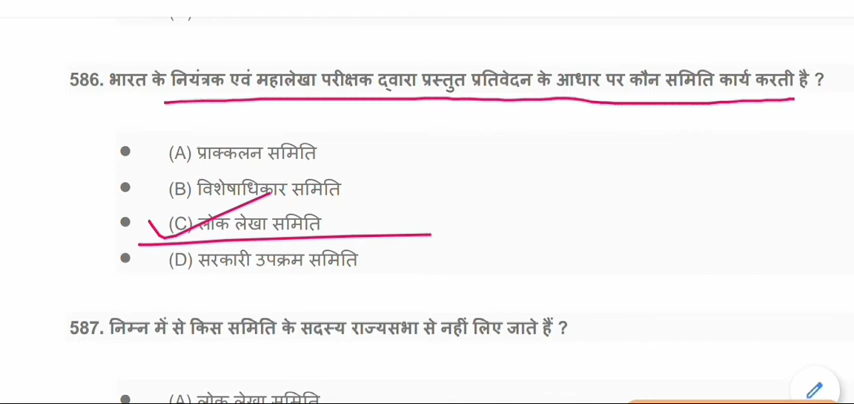 586. भारत के नियंत्रक एवं महालेखा परीक्षक द्वारा प्रस्तुत प्रतिवेदन के आधार पर कौन समिति कार्य करती है ?
(A) प्राक्कलन समिति
(B) विशेषाधिकार समिति
(C) लोक लेखा समिति
(D) सरकारी उपक्रम समिति
587. निम्न में से किस समिति के सदस्य राज्यसभा से नहीं लिए जाते हैं ?
(A) लोक लेखा समिति